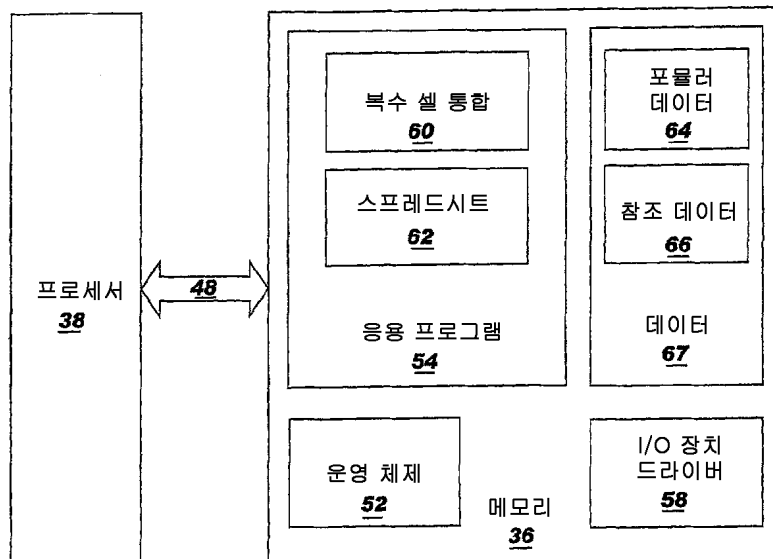 프로세서
38
48
복수 셀 통합
60
스프레드시트
62
응용 프로그램
54
포뮬러
데이터
64
참조 데이터
66
데이터
67
운영 체제
52
메모리
36
I/O 장치
드라이버
58